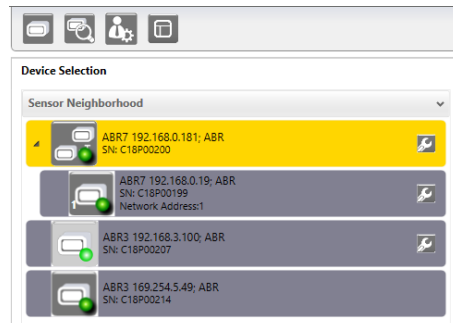 Device Selection
Sensor Neighborhood
ABR7 192.168.0.181; ABR
SN: C18P00200
ABR7 192.168.0.19; ABR
SN: C18P00199
Network Address:1
ABR3 192.168.3.100; ABR
SN: C18P00207
ABR3 169.254.5.49; ABR
SN: C18P00214